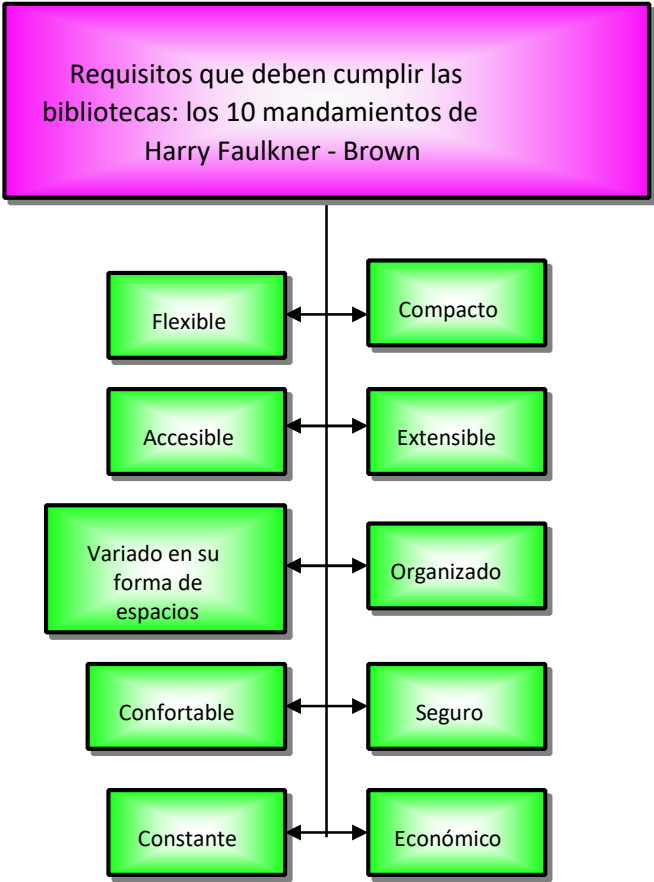 Requisitos que deben cumplir las
bibliotecas: los 10 mandamientos de
Harry Faulkner - Brown
Flexible
Compacto
Accesible
Extensible
Variado en su
forma de
espacios
Organizado
Confortable
Seguro
Constante
Económico